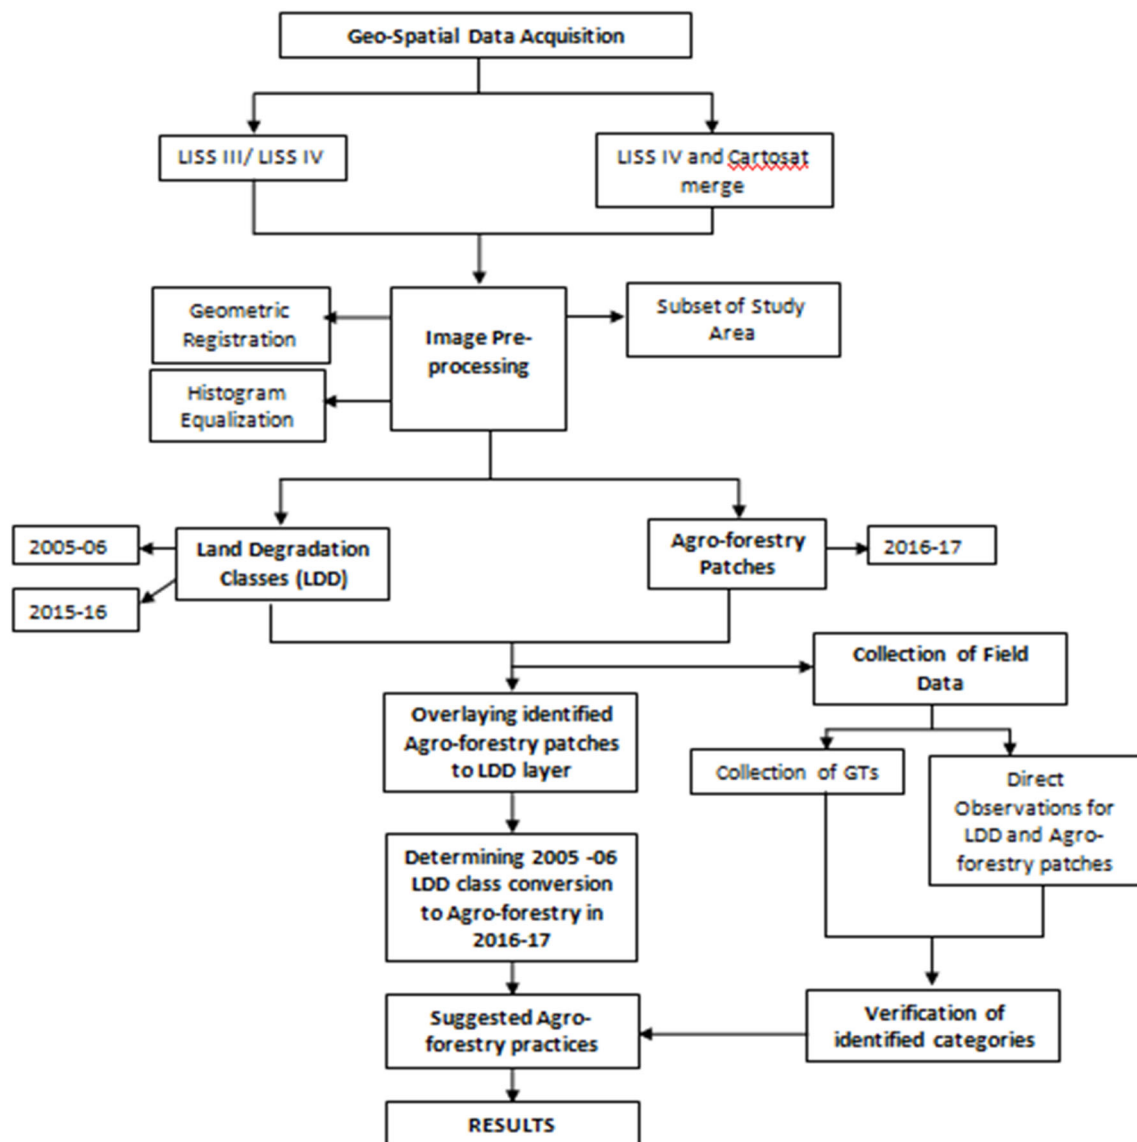 Geo-Spatial Data Acquisition
LISS III/ LISS IV
LISS IV and Cartosat
merge
Geometric
Registration
Image Pre-
processing
Subset of Study
Area
Histogram
Equalization
2005-06
2015-16
Land Degradation
Classes (LDD)
Agro-forestry
Patches
2016-17
Collection of Field
Data
Overlaying identified
Agro-forestry patches
to LDD layer
Collection of GTs
Direct
Observations for
LDD and Agro-
forestry patches
Determining 2005 -06
LDD class conversion
to Agro-forestry in
2016-17
Suggested Agro-
forestry practices
Verification of
identified categories
RESULTS